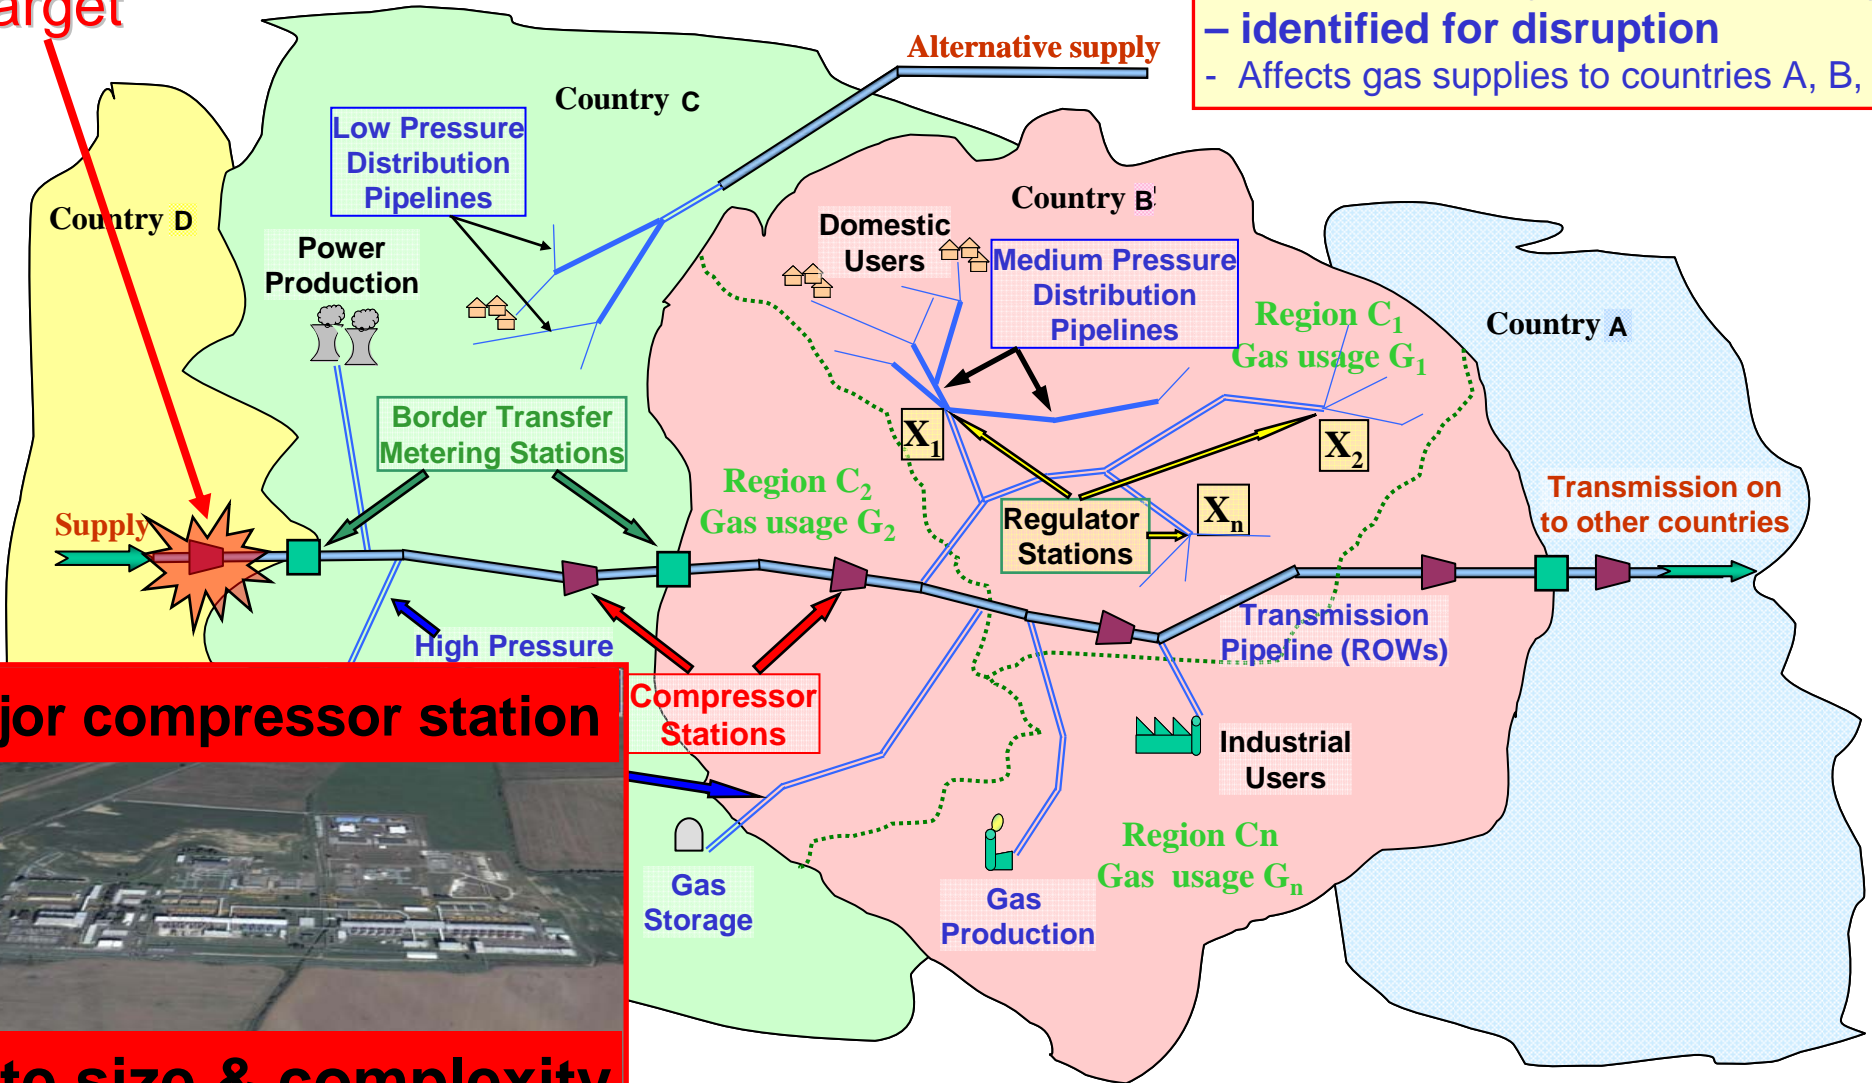 – identified for disruption
- Affects gas supplies to countries A, B,
Alternative supply
Country C
Low Pressure
Distribution
Pipelines
Country D
Power
Production
Country B
Domestic
Users
Medium Pressure
Distribution
Pipelines
Region C₁
Gas usage G₁
Country A
Border Transfer
Metering Stations
X₁
X₂
Region C₂
Gas usage G₂
Xₙ
Regulator
Stations
Transmission on
to other countries
Supply
High Pressure
Transmission
Pipeline (ROWs)
compressor station
Compressor
Stations
Industrial
Users
Gas
Storage
Gas
Production
Region Cn
Gas usage Gₙ
size & complexity